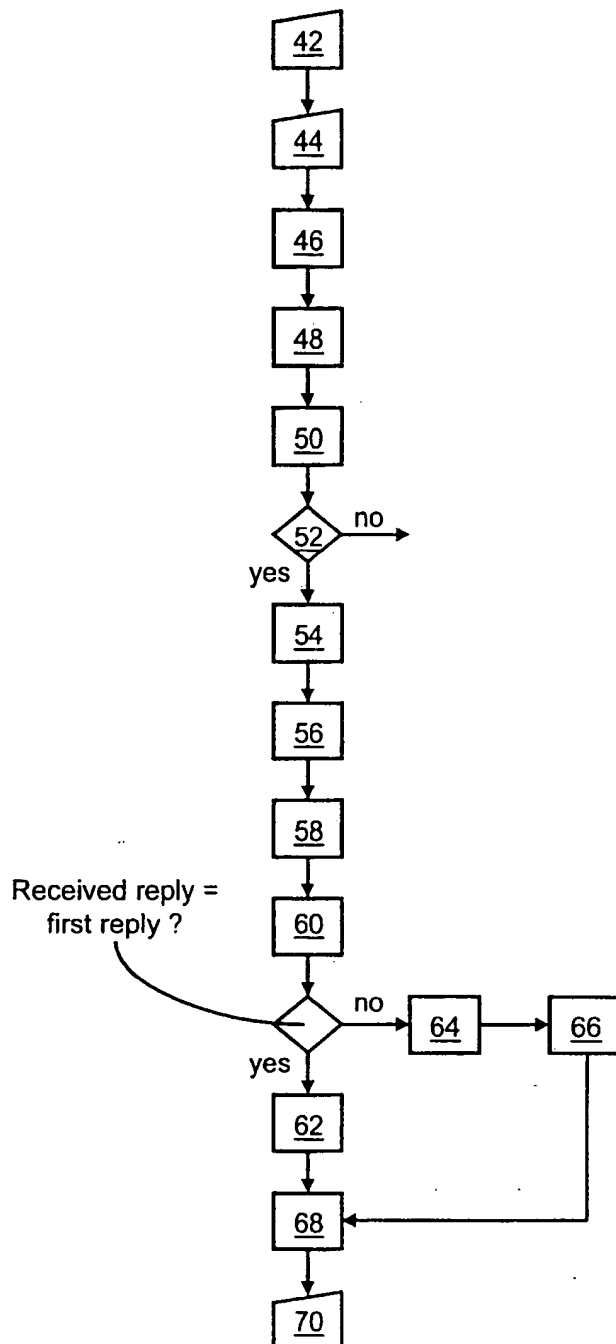 42
44
46
48
50
52
no
yes
54
56
58
Received reply =
first reply ?
60
no
64
66
yes
62
68
70